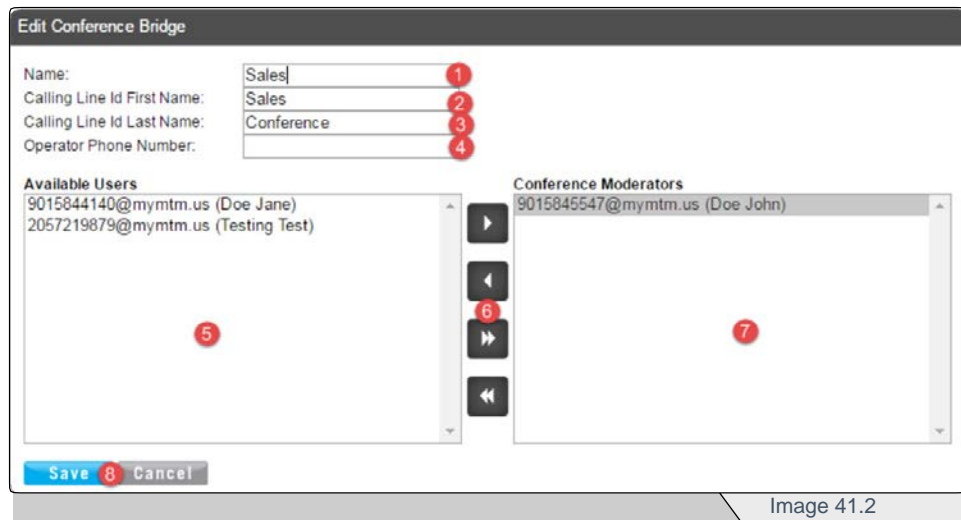 Edit Conference Bridge
Name: Sales 1
Calling Line Id First Name: Sales 2
Calling Line Id Last Name: Conference 3
Operator Phone Number: 4
Available Users Conference Moderators
9015844140@mymtm.us (Doe Jane) 9015845547@mymtm.us (Doe John)
2057219879@mymtm.us (Testing Test)
6
5 7
Save 8 Cancel
Image 41.2